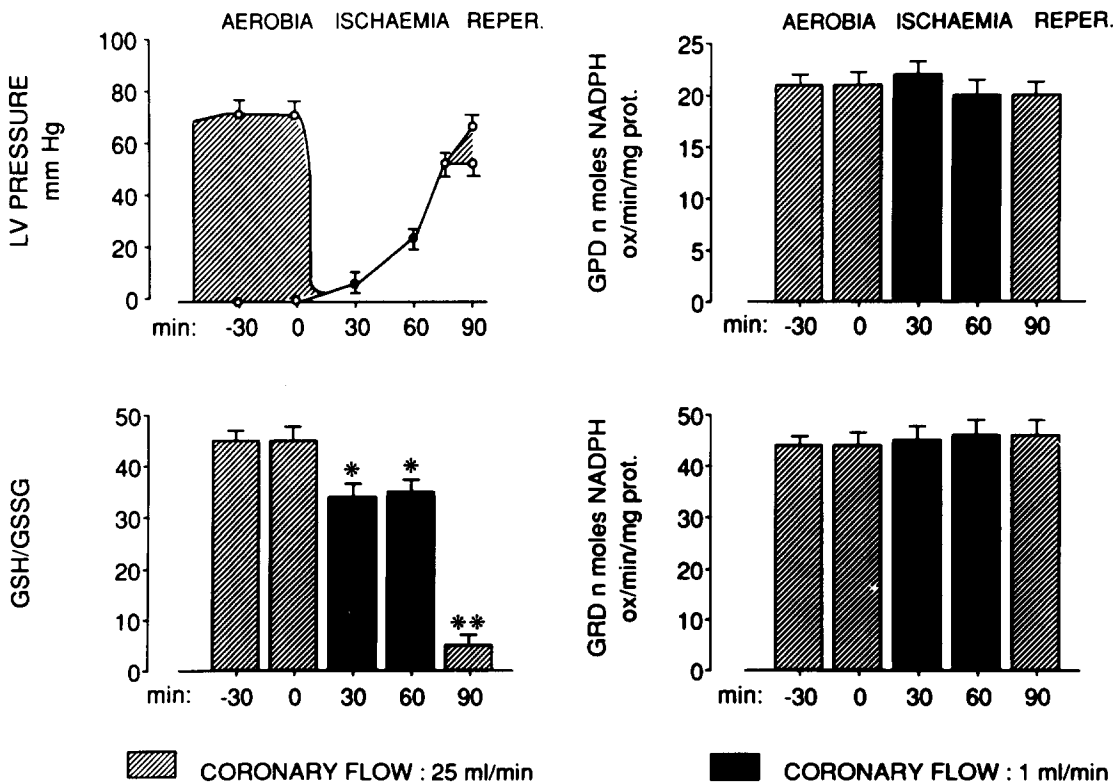 AEROBIA ISCHAEMIA REPER.
LV PRESSURE
mm Hg
100
80
60
40
20
0
min: -30 0 30 60 90
AEROBIA ISCHAEMIA REPER.
GPD n moles NADPH
ox/min/mg prot.
25
20
15
10
5
0
min: -30 0 30 60 90
GSH/GSSG
50
40
30
20
10
0
* * **
min: -30 0 30 60 90
GRD n moles NADPH
ox/min/mg prot.
50
40
30
20
10
0
min: -30 0 30 60 90
CORONARY FLOW : 25 ml/min
CORONARY FLOW : 1 ml/min